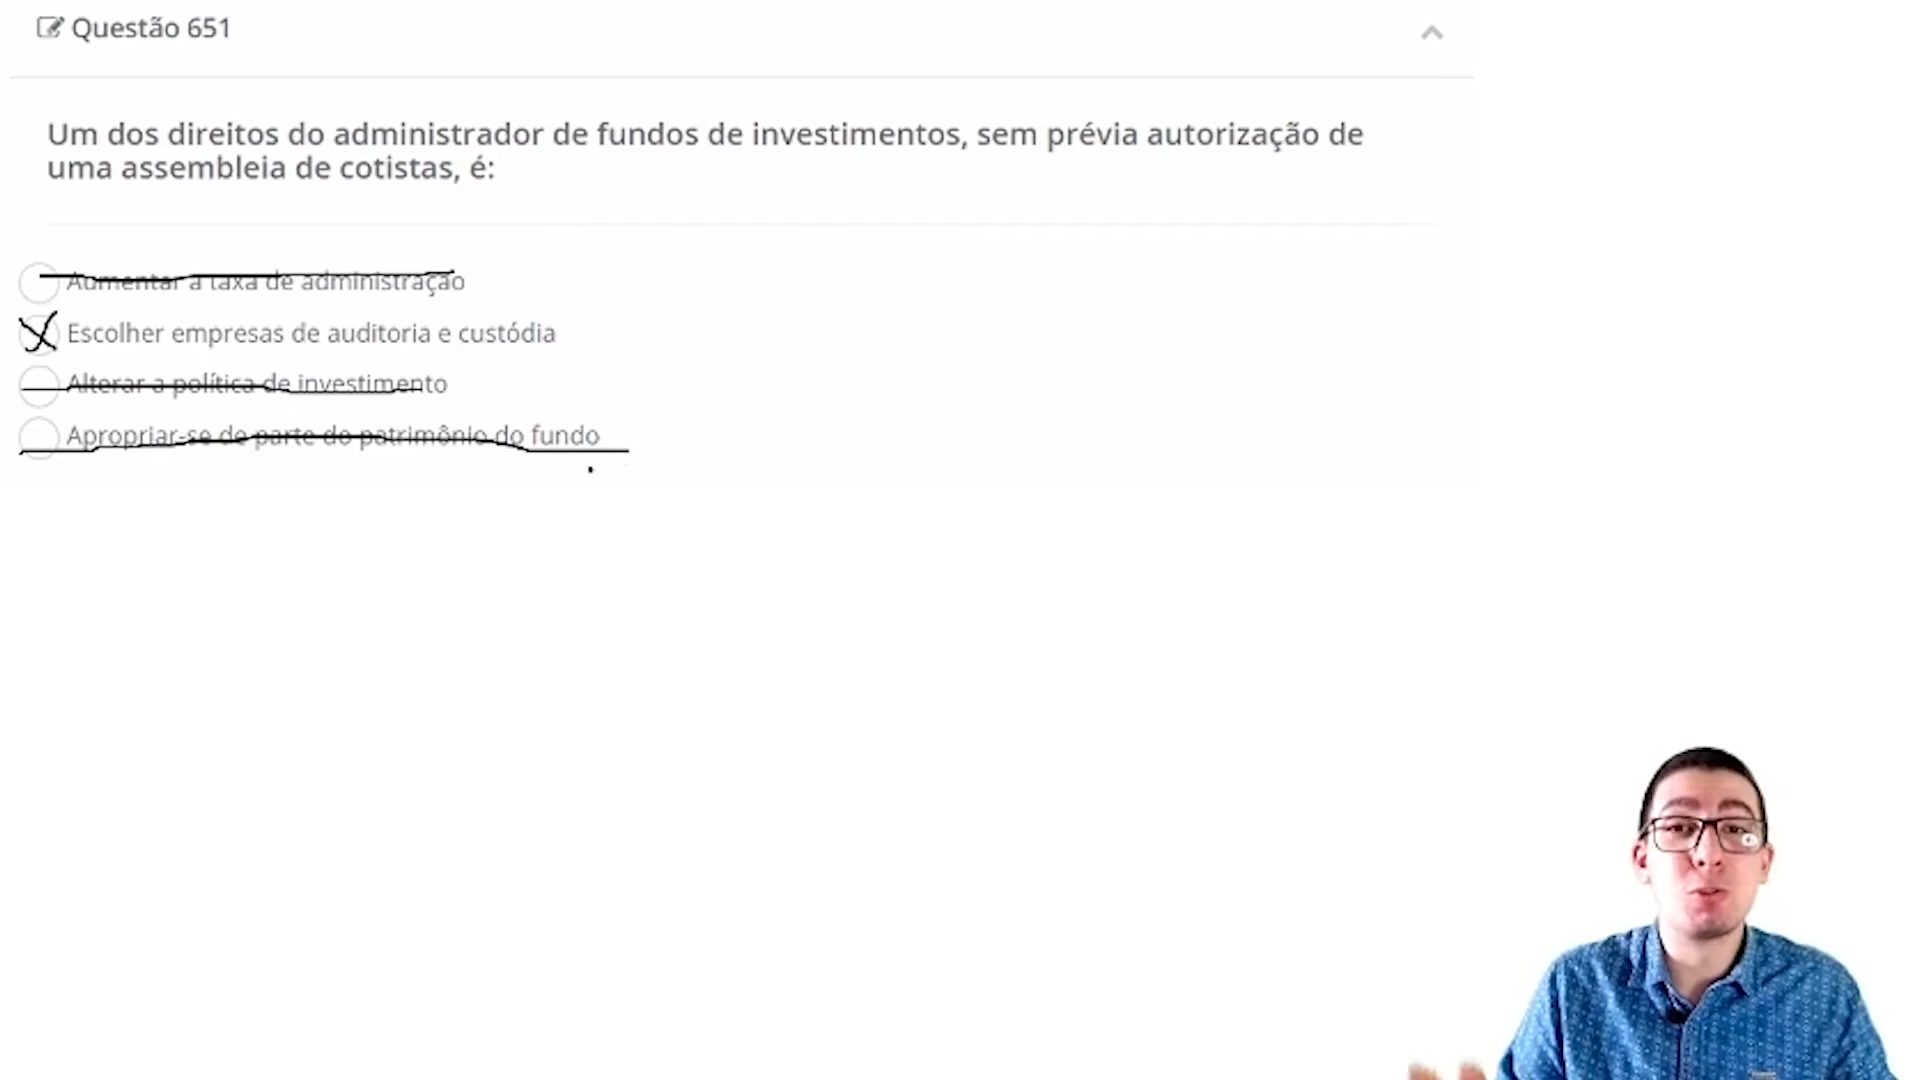 Questão 651
Um dos direitos do administrador de fundos de investimentos, sem prévia autorização de
uma assembleia de cotistas, é:
Aumentar a taxa de administração
Escolher empresas de auditoria e custódia
Alterar a política de investimento
Apropriar-se de parte do patrimônio do fundo